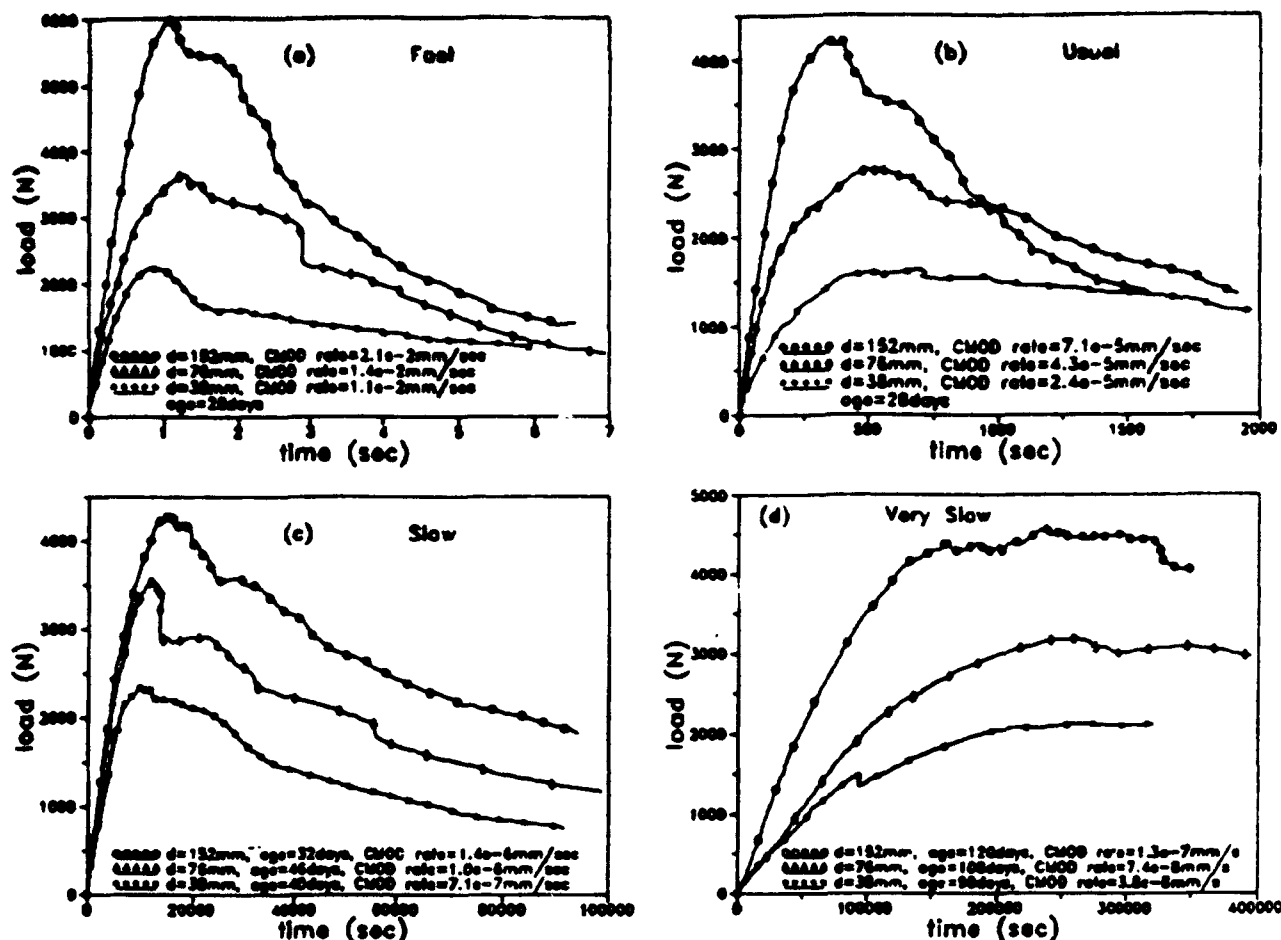 (a) Fast
6000
5000
4000
3000
2000
1000
0
load (N)
d=152mm, CMOD rate=2.1e-2mm/sec
d=76mm, CMOD rate=1.4e-2mm/sec
d=38mm, CMOD rate=1.1e-2mm/sec
age=28days
0 1 2 3 4 5 6 7
time (sec)
(b) Usual
4000
3000
2000
1000
0
load (N)
d=152mm, CMOD rate=7.1e-5mm/sec
d=76mm, CMOD rate=4.3e-5mm/sec
d=38mm, CMOD rate=2.4e-5mm/sec
age=28days
0 500 1000 1500 2000
time (sec)
(c) Slow
4000
3000
2000
1000
0
load (N)
d=152mm, age=32days, CMOD rate=1.4e-6mm/sec
d=76mm, age=46days, CMOD rate=1.0e-6mm/sec
d=38mm, age=40days, CMOD rate=7.1e-7mm/sec
0 20000 40000 60000 80000 100000
time (sec)
(d) Very Slow
5000
4000
3000
2000
1000
0
load (N)
d=152mm, age=120days, CMOD rate=1.3e-7mm/s
d=76mm, age=108days, CMOD rate=7.4e-8mm/s
d=38mm, age=98days, CMOD rate=3.8e-8mm/s
0 100000 200000 300000 400000
time (sec)